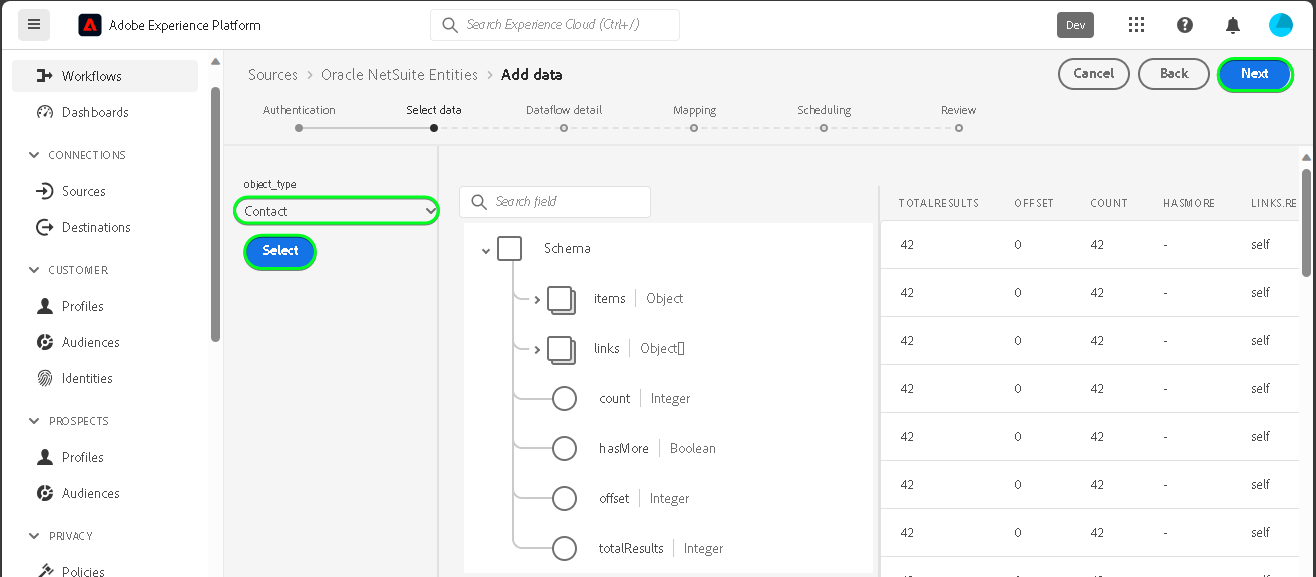 Adobe Experience Platform
Search Experience Cloud (Ctrl+/)
Dev
Workflows
Dashboards
CONNECTIONS
Sources
Destinations
CUSTOMER
Profiles
Audiences
Identities
PROSPECTS
Profiles
Audiences
PRIVACY
Policies
Sources > Oracle NetSuite Entities > Add data
Cancel
Back
Next
Authentication
Select data
Dataflow detail
Mapping
Scheduling
Review
object_type
Contact
Select
Search field
Schema
items | Object
links | Object[]
count | Integer
hasMore | Boolean
offset | Integer
totalResults | Integer
TOTALRESULTS OFFSET COUNT HASMORE LINKS.RE
42 0 42 - self
42 0 42 - self
42 0 42 - self
42 0 42 - self
42 0 42 - self
42 0 42 - self
42 0 42 - self